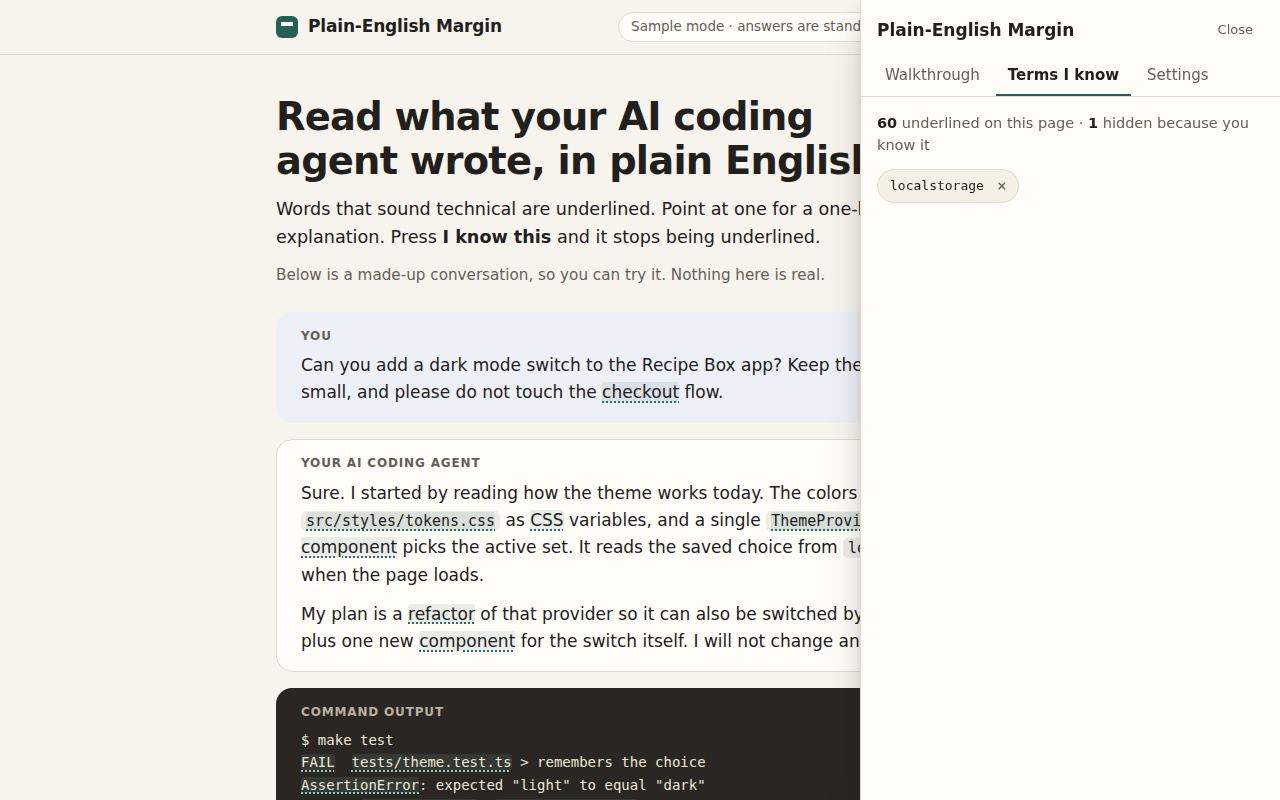 Plain-English Margin
Sample mode · answers are stand
Read what your AI coding
agent wrote, in plain English
Words that sound technical are underlined. Point at one for a one-
explanation. Press I know this and it stops being underlined.
Below is a made-up conversation, so you can try it. Nothing here is real.
YOU
Can you add a dark mode switch to the Recipe Box app? Keep the
small, and please do not touch the checkout flow.
YOUR AI CODING AGENT
Sure. I started by reading how the theme works today. The colors
src/styles/tokens.css as CSS variables, and a single ThemeProvi
component picks the active set. It reads the saved choice from lo
when the page loads.
My plan is a refactor of that provider so it can also be switched by
plus one new component for the switch itself. I will not change an
COMMAND OUTPUT
$ make test
FAIL tests/theme.test.ts > remembers the choice
AssertionError: expected "light" to equal "dark"
Plain-English Margin
Close
Walkthrough Terms I know Settings
60 underlined on this page · 1 hidden because you
know it
localstorage ×